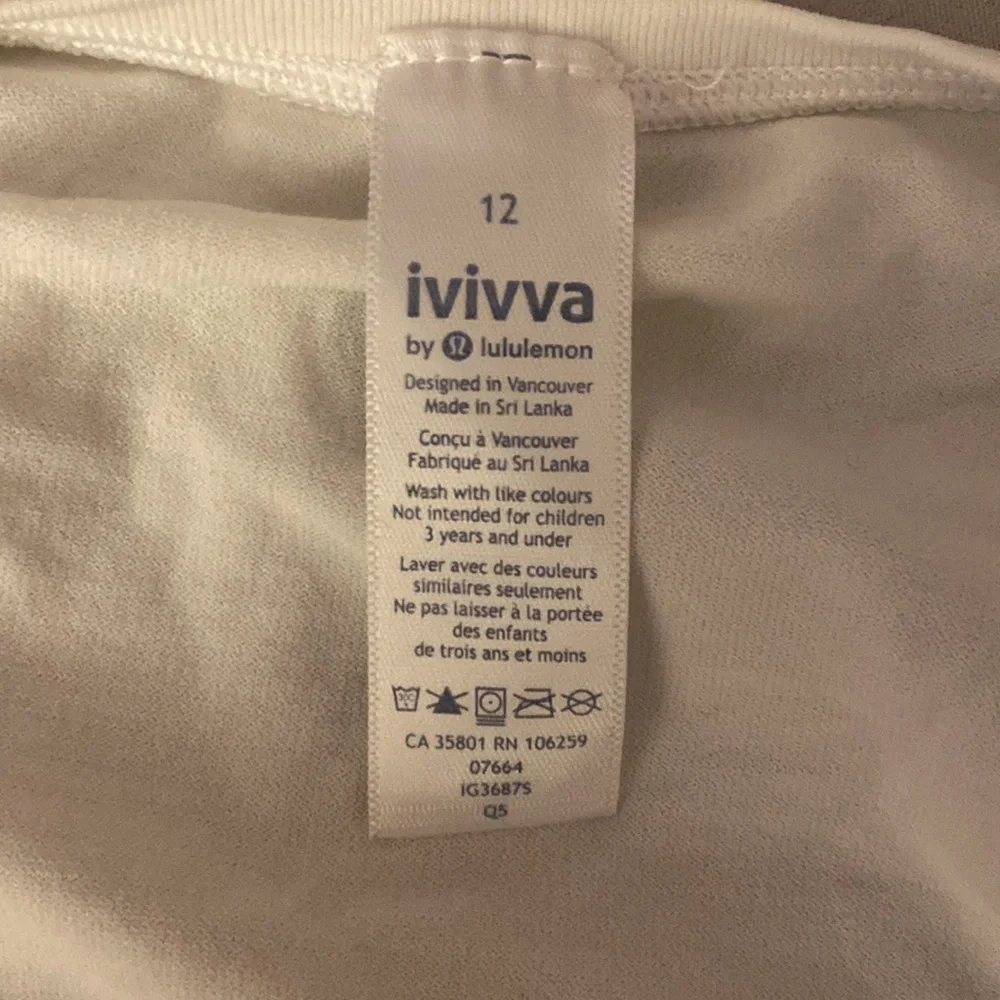 12
ivivva
by lululemon
Designed in Vancouver
Made in Sri Lanka
Conçu à Vancouver
Fabriqué au Sri Lanka
Wash with like colours
Not intended for children
3 years and under
Laver avec des couleurs
similaires seulement
Ne pas laisser à la portée
des enfants
de trois ans et moins
30C
CA 35801 RN 106259
07664
IG3687S
Q5